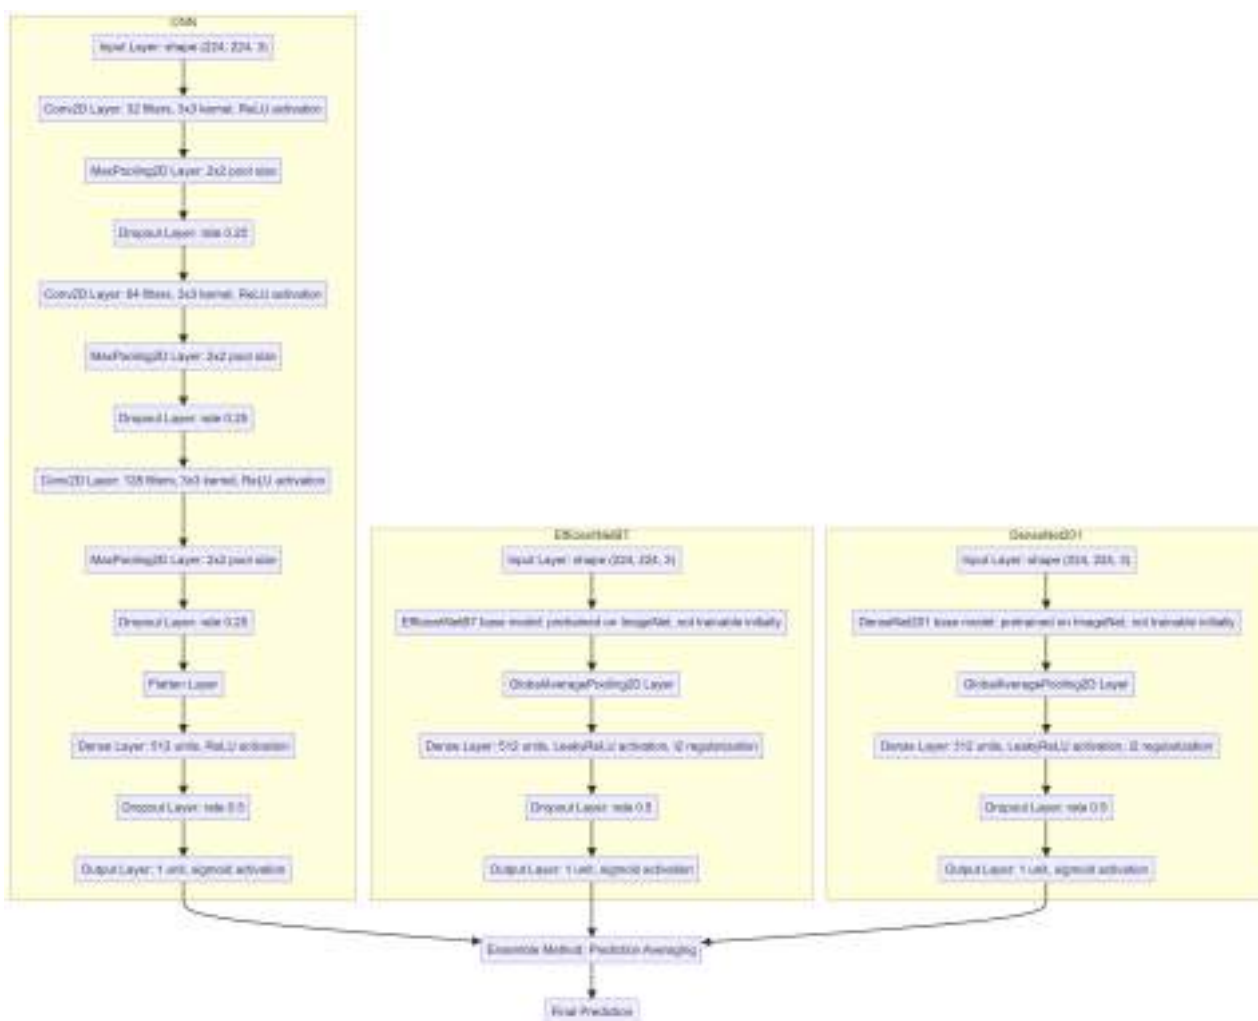 CNN
Input Layer: shape (224, 224, 3)
Conv2D Layer: 32 filters, 3x3 kernel, ReLU activation
MaxPooling2D Layer: 2x2 pool size
Dropout Layer: rate 0.25
Conv2D Layer: 64 filters, 3x3 kernel, ReLU activation
MaxPooling2D Layer: 2x2 pool size
Dropout Layer: rate 0.25
Conv2D Layer: 128 filters, 3x3 kernel, ReLU activation
MaxPooling2D Layer: 2x2 pool size
Dropout Layer: rate 0.25
Flatten Layer
Dense Layer: 512 units, ReLU activation
Dropout Layer: rate 0.5
Output Layer: 1 unit, sigmoid activation
EfficientNetB7
Input Layer: shape (224, 224, 3)
EfficientNetB7 base model: pretrained on ImageNet, not trainable initially
GlobalAveragePooling2D Layer
Dense Layer: 512 units, LeakyReLU activation, l2 regularization
Dropout Layer: rate 0.5
Output Layer: 1 unit, sigmoid activation
DenseNet201
Input Layer: shape (224, 224, 3)
DenseNet201 base model: pretrained on ImageNet, not trainable initially
GlobalAveragePooling2D Layer
Dense Layer: 512 units, LeakyReLU activation, l2 regularization
Dropout Layer: rate 0.5
Output Layer: 1 unit, sigmoid activation
Ensemble Method: Prediction Averaging
Final Prediction